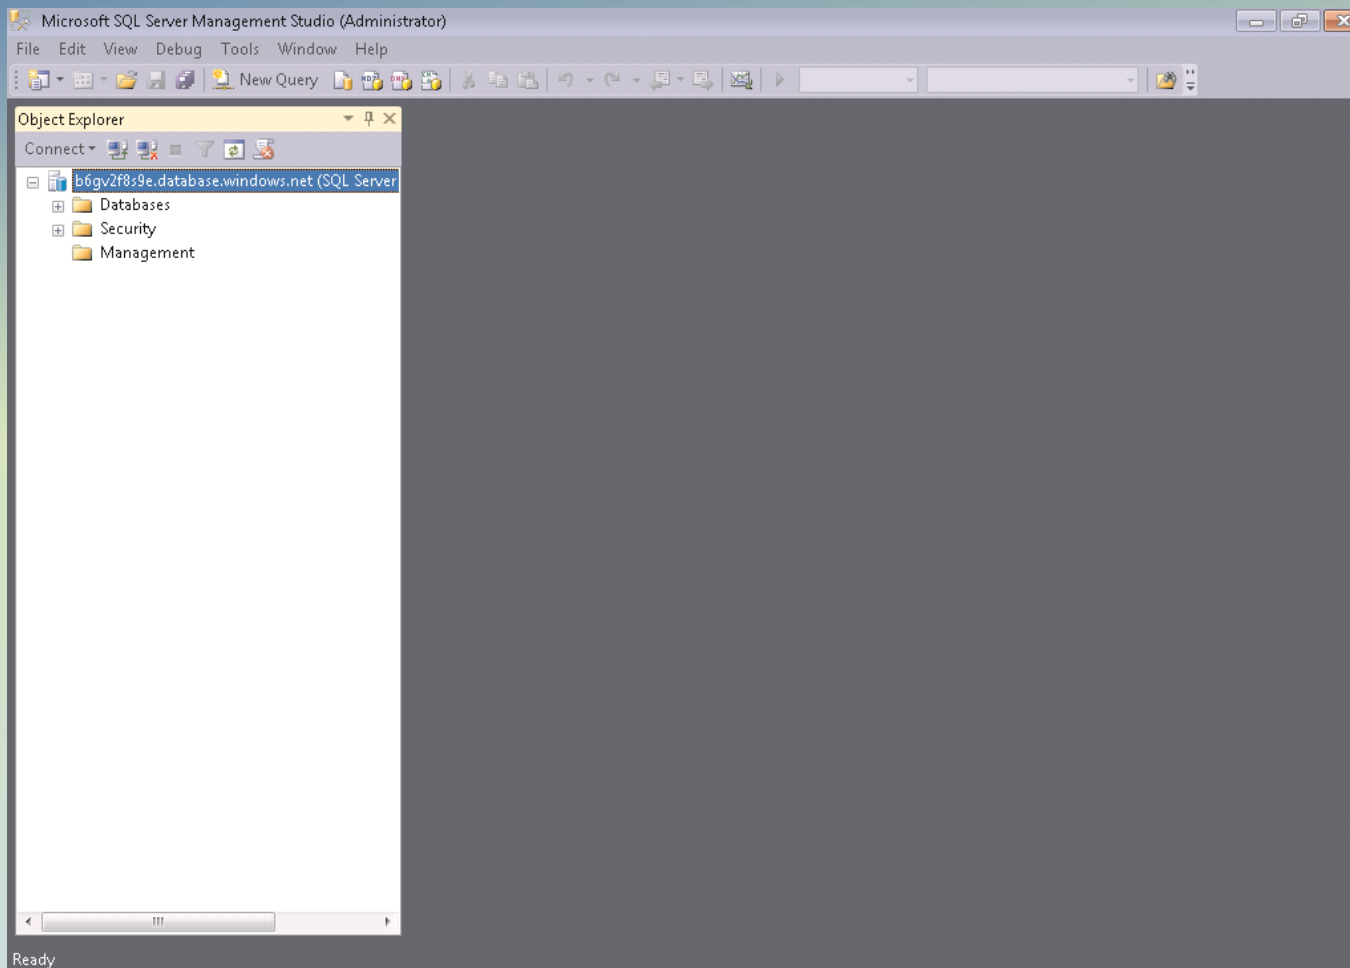 Microsoft SQL Server Management Studio (Administrator)
File Edit View Debug Tools Window Help
New Query
Object Explorer
Connect
b6gv2f8s9e.database.windows.net (SQL Server
Databases
Security
Management
Ready